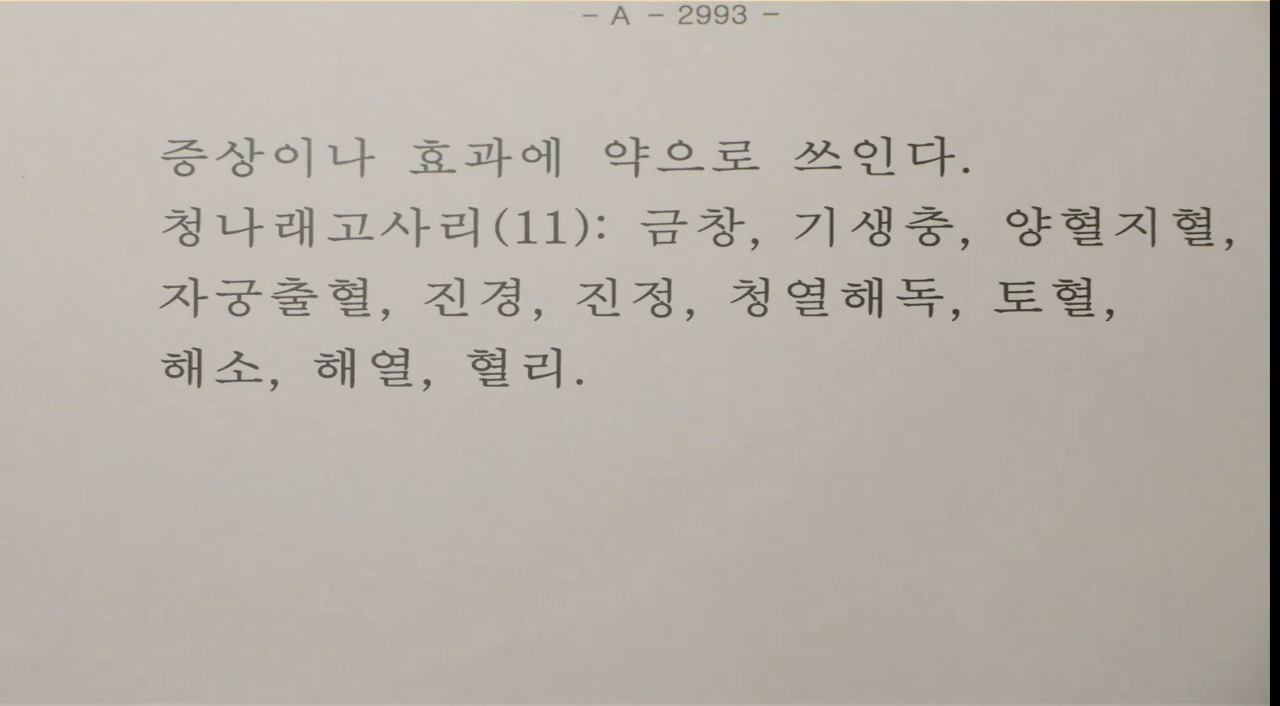 - A - 2993 -
증상이나 효과에 약으로 쓰인다.
청나래고사리(11): 금창, 기생충, 양혈지혈,
자궁출혈, 진경, 진정, 청열해독, 토혈,
해소, 해열, 혈리.